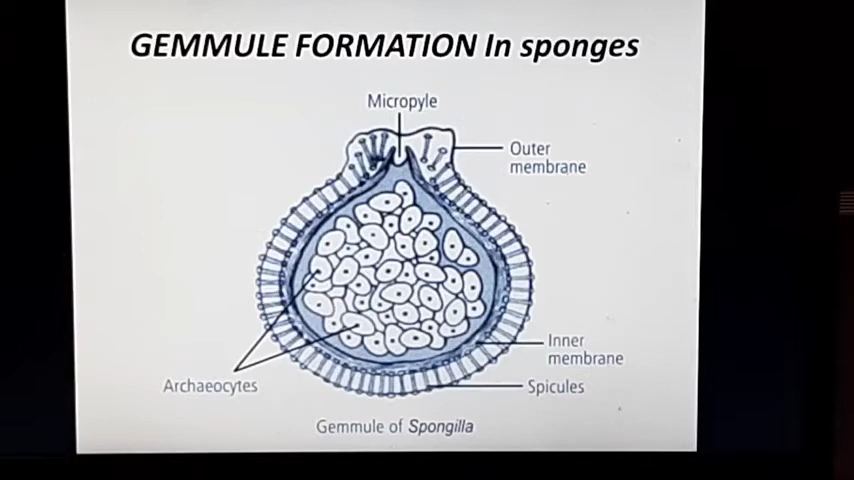 GEMMULE FORMATION In sponges
Micropyle
Outer
membrane
Inner
membrane
Archaeocytes
Spicules
Gemmule of Spongilla